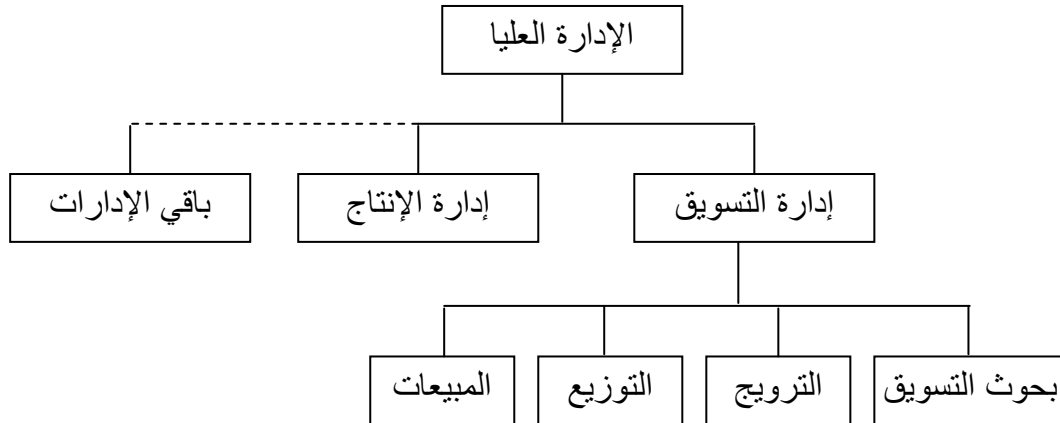 الإدارة العليا
إدارة التسويق
إدارة الإنتاج
باقي الإدارات
بحوث التسويق
الترويج
التوزيع
المبيعات